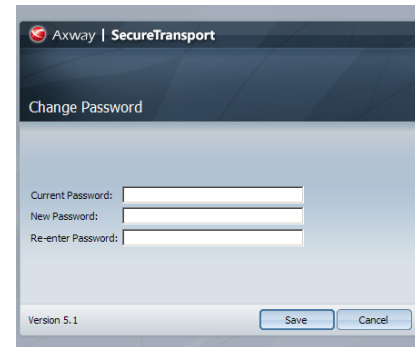 Axway | SecureTransport
Change Password
Current Password:
New Password:
Re-enter Password:
Version 5.1 Save Cancel